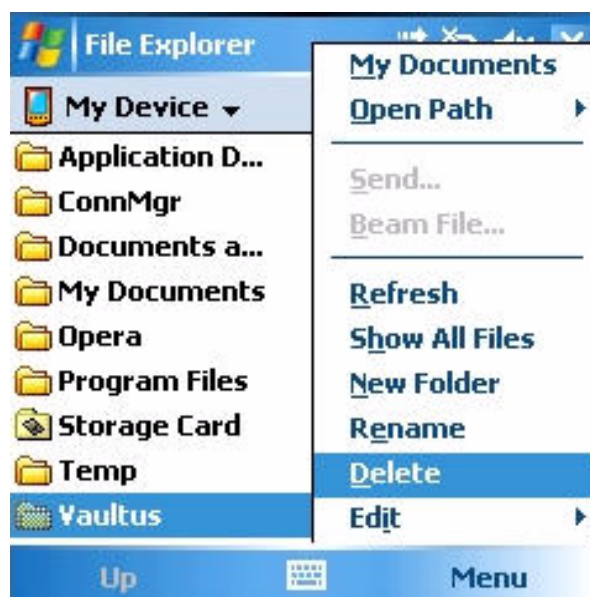 File Explorer
My Device
Application D...
ConnMgr
Documents a...
My Documents
Opera
Program Files
Storage Card
Temp
Vaultus
My Documents
Open Path
Send...
Beam File...
Refresh
Show All Files
New Folder
Rename
Delete
Edit
Up
Menu